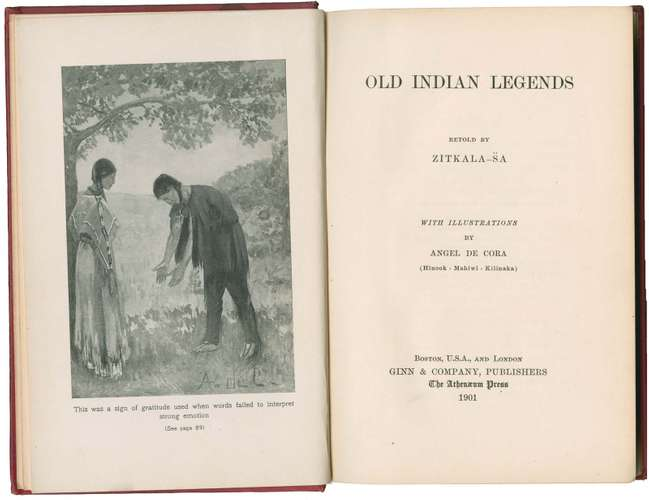 A. de C.
This was a sign of gratitude used when words failed to interpret
strong emotion
(See page 89)
OLD INDIAN LEGENDS
RETOLD BY
ZITKALA-S̈A
WITH ILLUSTRATIONS
BY
ANGEL DE CORA
(Hinook - Mahiwi - Kilinaka)
Boston, U.S.A., and London
GINN & COMPANY, PUBLISHERS
The Athenæum Press
1901